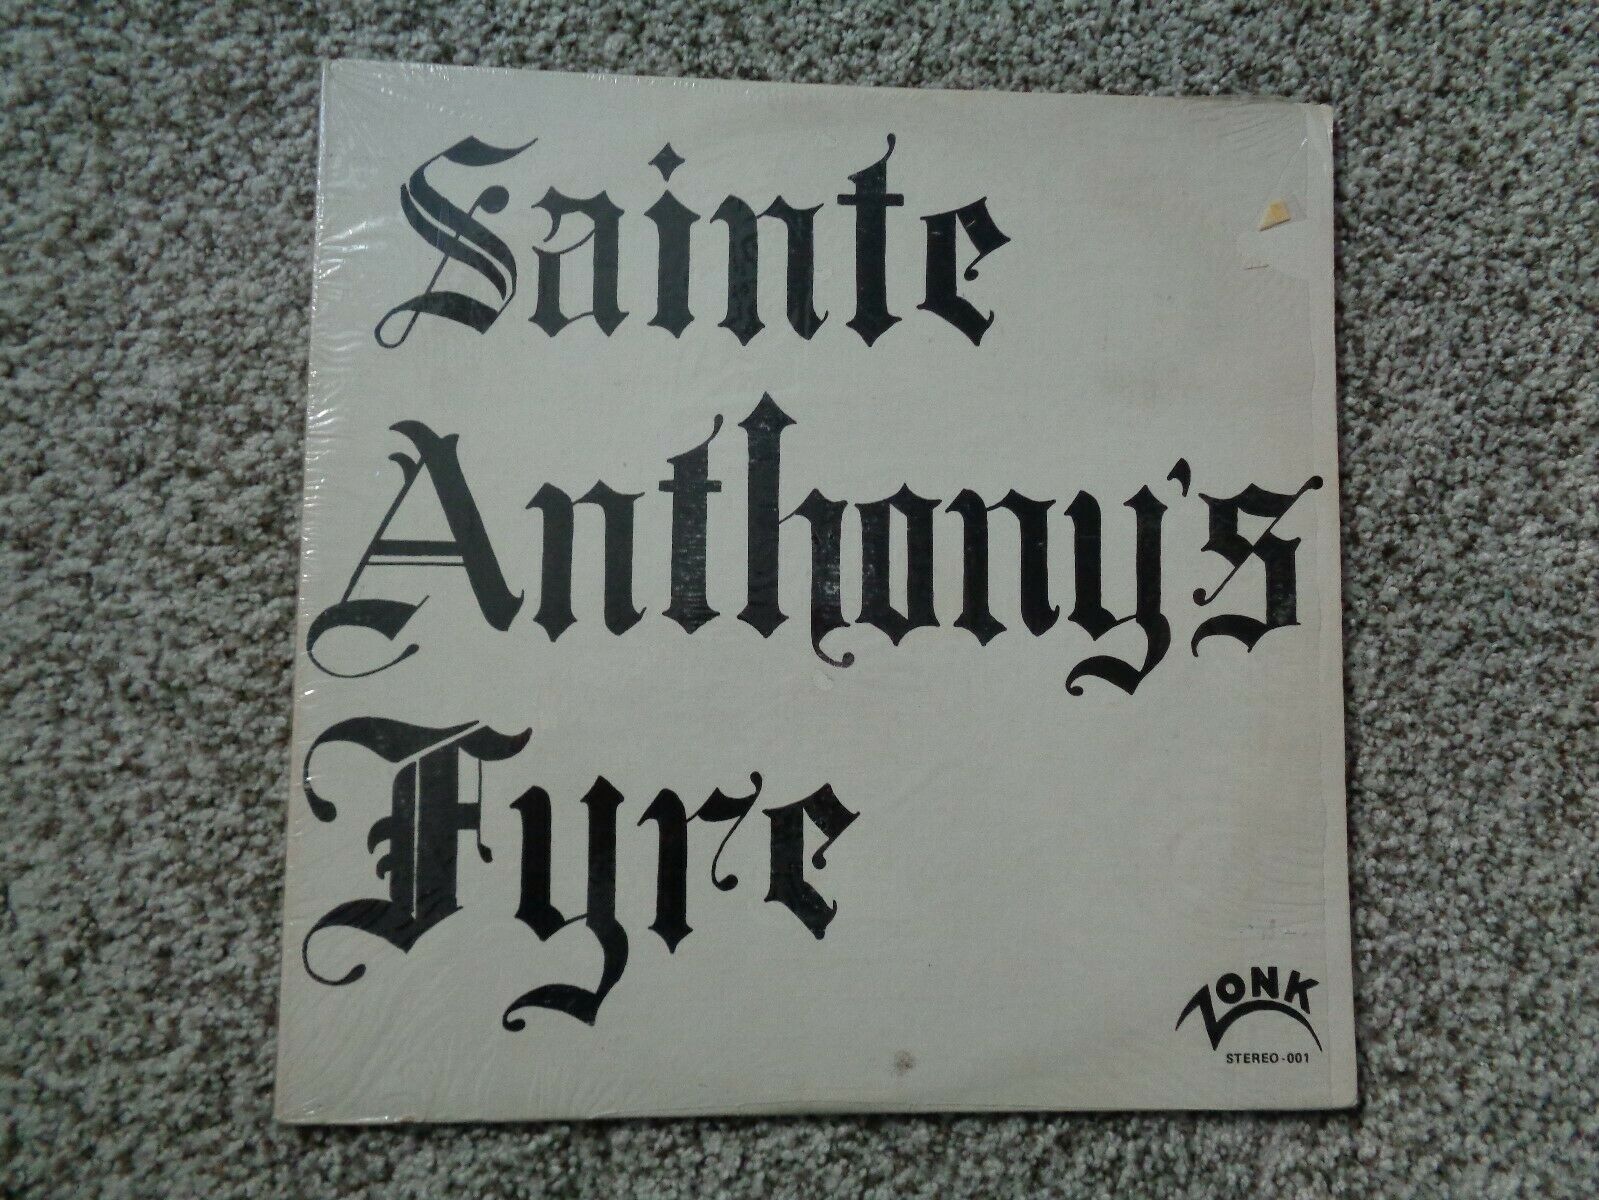 Sainte
Anthony's
Fyre
ZONK
STEREO-001